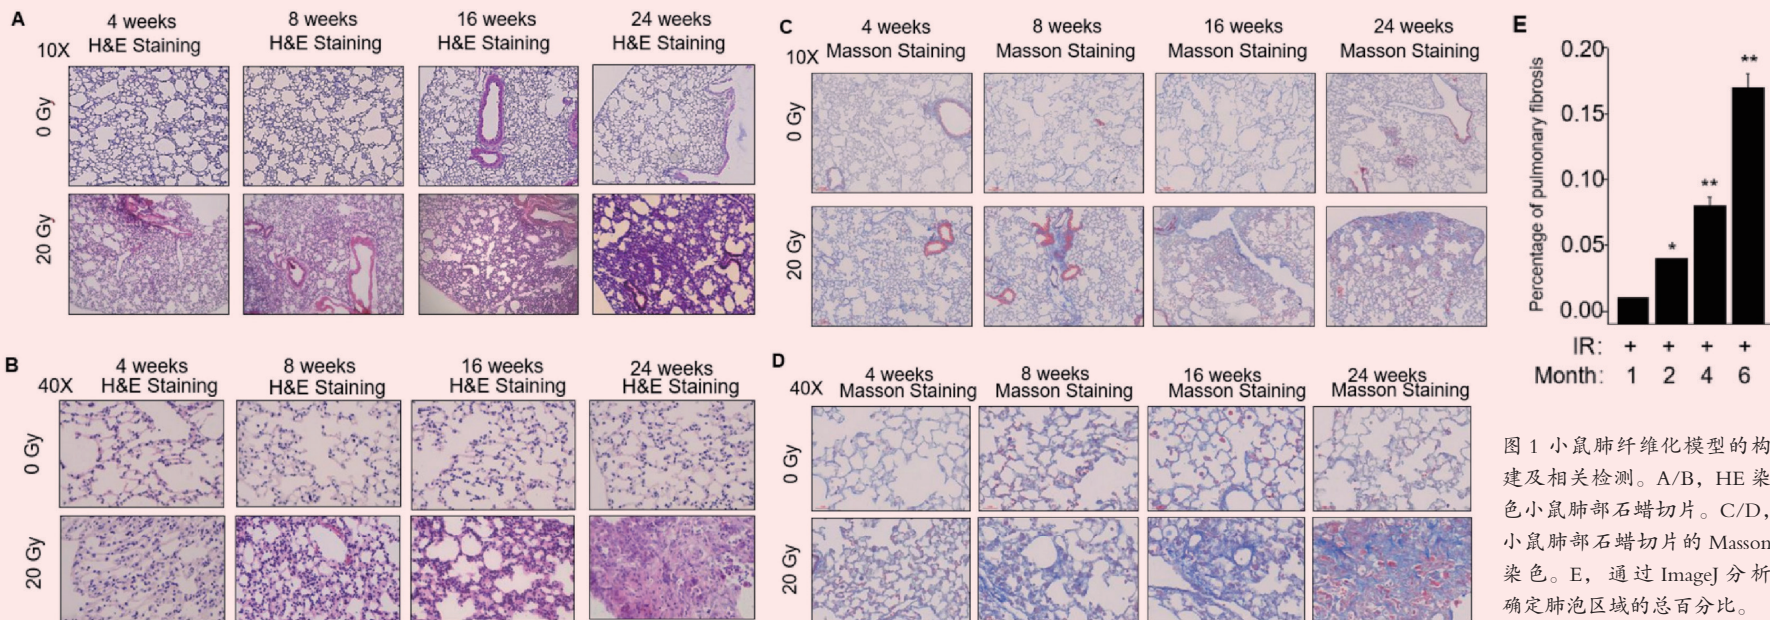 A
4 weeks 8 weeks 16 weeks 24 weeks
10X H&E Staining H&E Staining H&E Staining H&E Staining
0 Gy
20 Gy
B
4 weeks 8 weeks 16 weeks 24 weeks
40X H&E Staining H&E Staining H&E Staining H&E Staining
0 Gy
20 Gy
C
4 weeks 8 weeks 16 weeks 24 weeks
10X Masson Staining Masson Staining Masson Staining Masson Staining
0 Gy
20 Gy
D
4 weeks 8 weeks 16 weeks 24 weeks
40X Masson Staining Masson Staining Masson Staining Masson Staining
0 Gy
20 Gy
E
Percentage of pulmonary fibrosis
0.20
0.15
0.10
0.05
0.00
* ** **
IR: + + + +
Month: 1 2 4 6
图 1 小鼠肺纤维化模型的构
建及相关检测。A/B，HE 染
色小鼠肺部石蜡切片。C/D，
小鼠肺部石蜡切片的 Masson
染色。E，通过 ImageJ 分析
确定肺泡区域的总百分比。